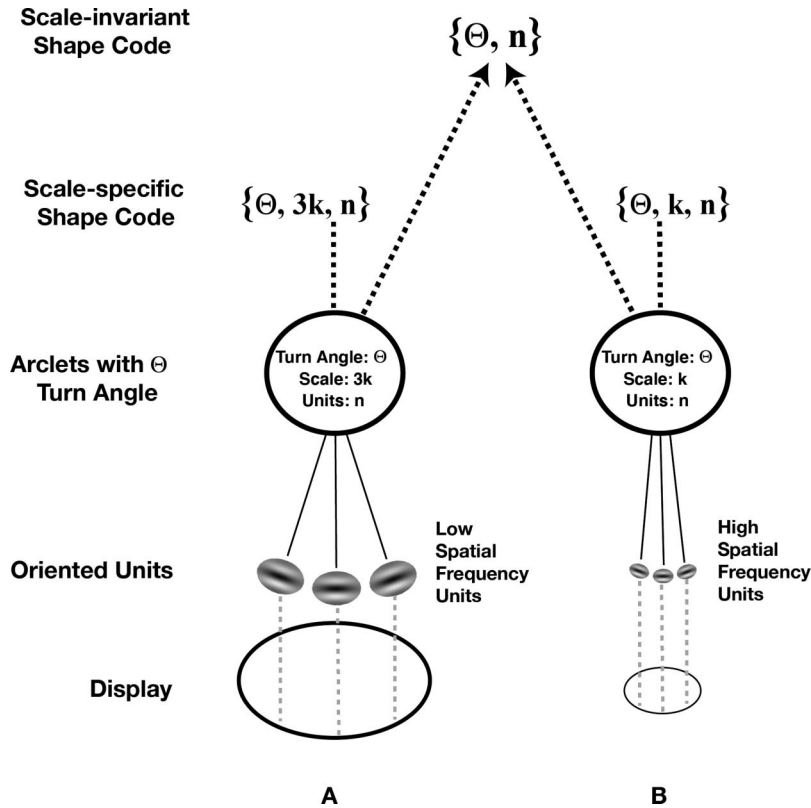 Scale-invariant
Shape Code
{Θ, n}
Scale-specific
Shape Code
{Θ, 3k, n}
{Θ, k, n}
Arclets with Θ
Turn Angle
Turn Angle: Θ
Scale: 3k
Units: n
Turn Angle: Θ
Scale: k
Units: n
Oriented Units
Low
Spatial
Frequency
Units
High
Spatial
Frequency
Units
Display
A
B